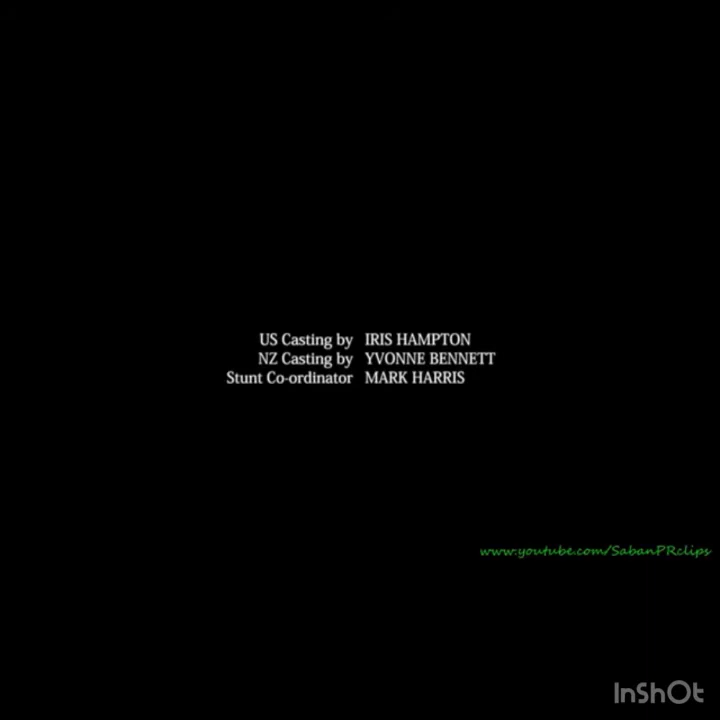 US Casting by IRIS HAMPTON
NZ Casting by YVONNE BENNETT
Stunt Co-ordinator MARK HARRIS
www.youtube.com/SabanPRclips
InShOt